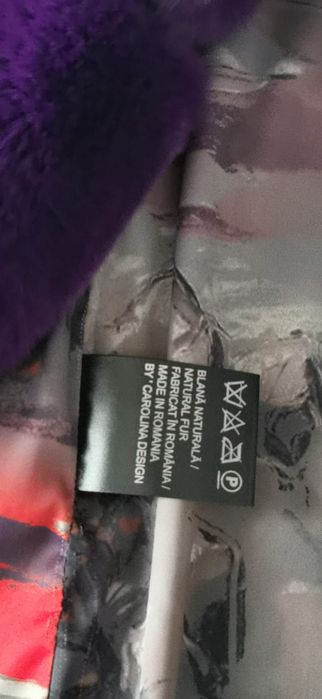 P
BLANĂ NATURALĂ /
NATURAL FUR
FABRICAT ÎN ROMÂNIA /
MADE IN ROMANIA
BY' CAROLINA DESIGN